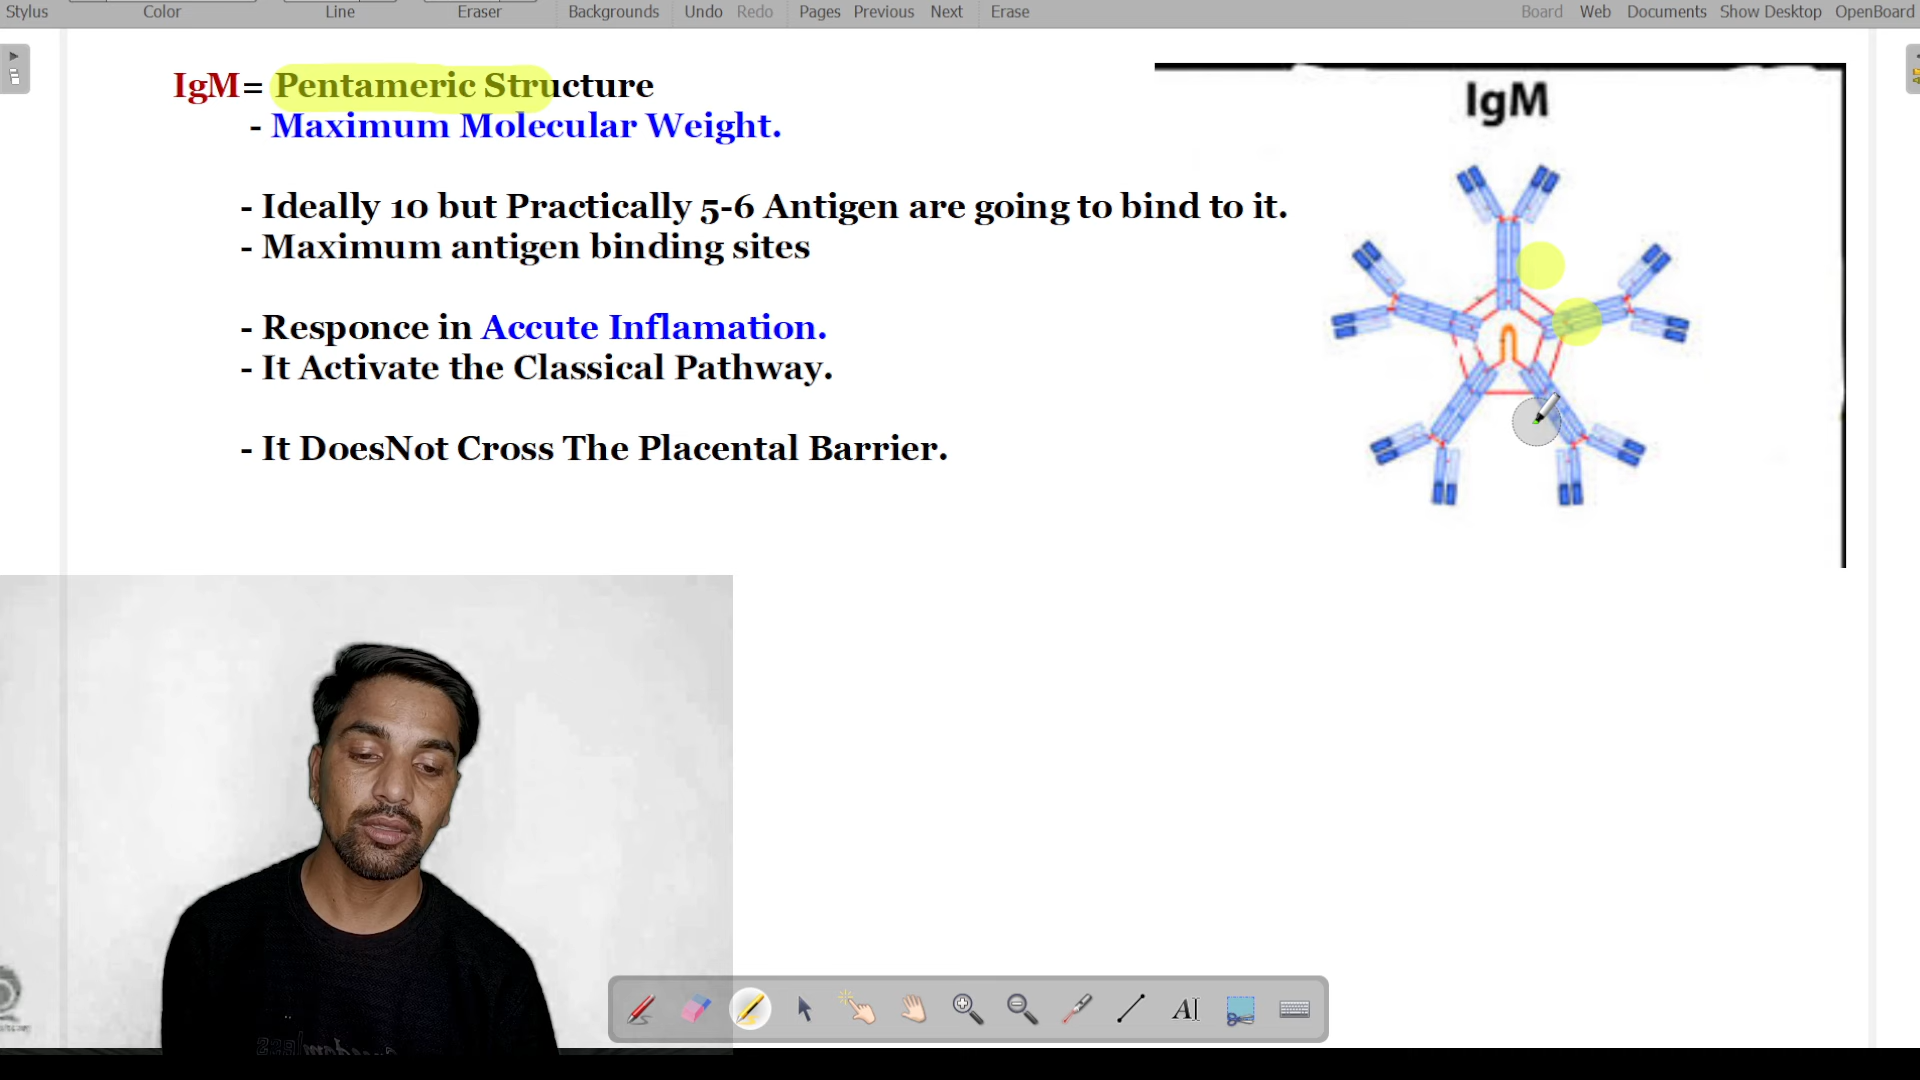 Stylus Color Line Eraser Backgrounds Undo Redo Pages Previous Next Erase Board Web Documents Show Desktop OpenBoard
IgM= Pentameric Structure
- Maximum Molecular Weight.
- Ideally 10 but Practically 5-6 Antigen are going to bind to it.
- Maximum antigen binding sites
- Responce in Accute Inflamation.
- It Activate the Classical Pathway.
- It DoesNot Cross The Placental Barrier.
IgM
AI